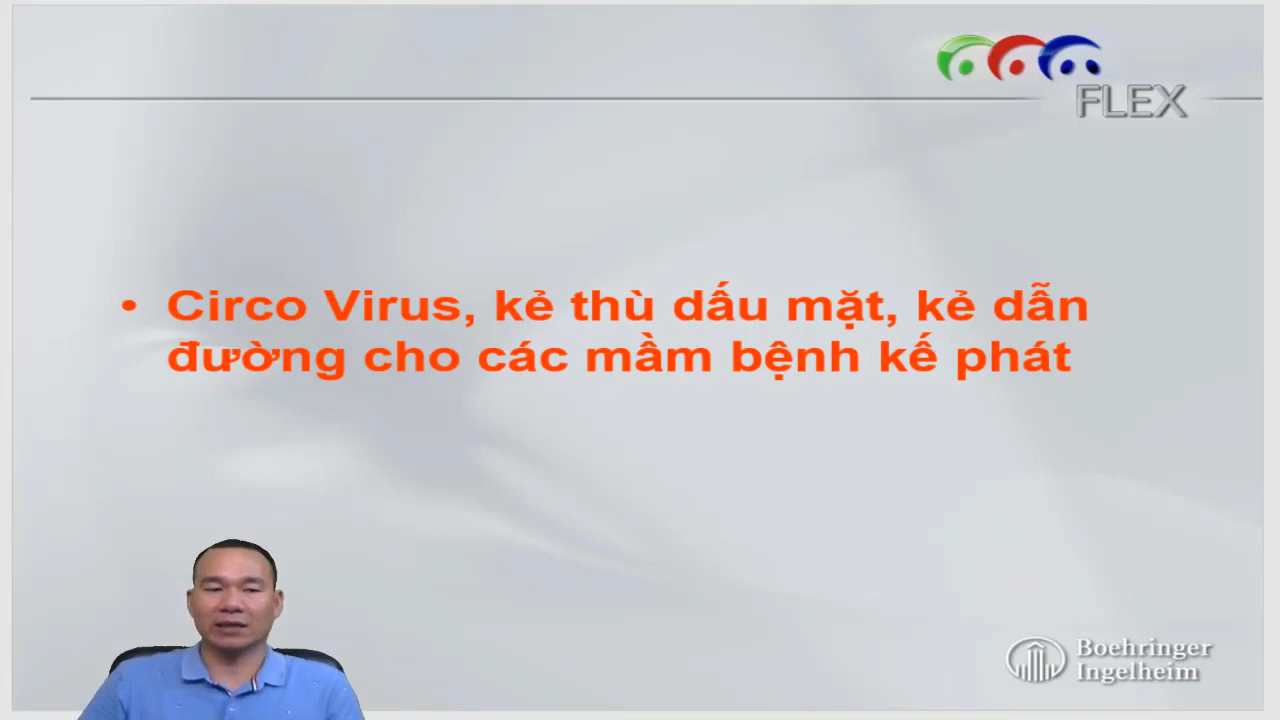 FLEX
• Circo Virus, kẻ thù dấu mặt, kẻ dẫn
đường cho các mầm bệnh kế phát
Boehringer
Ingelheim